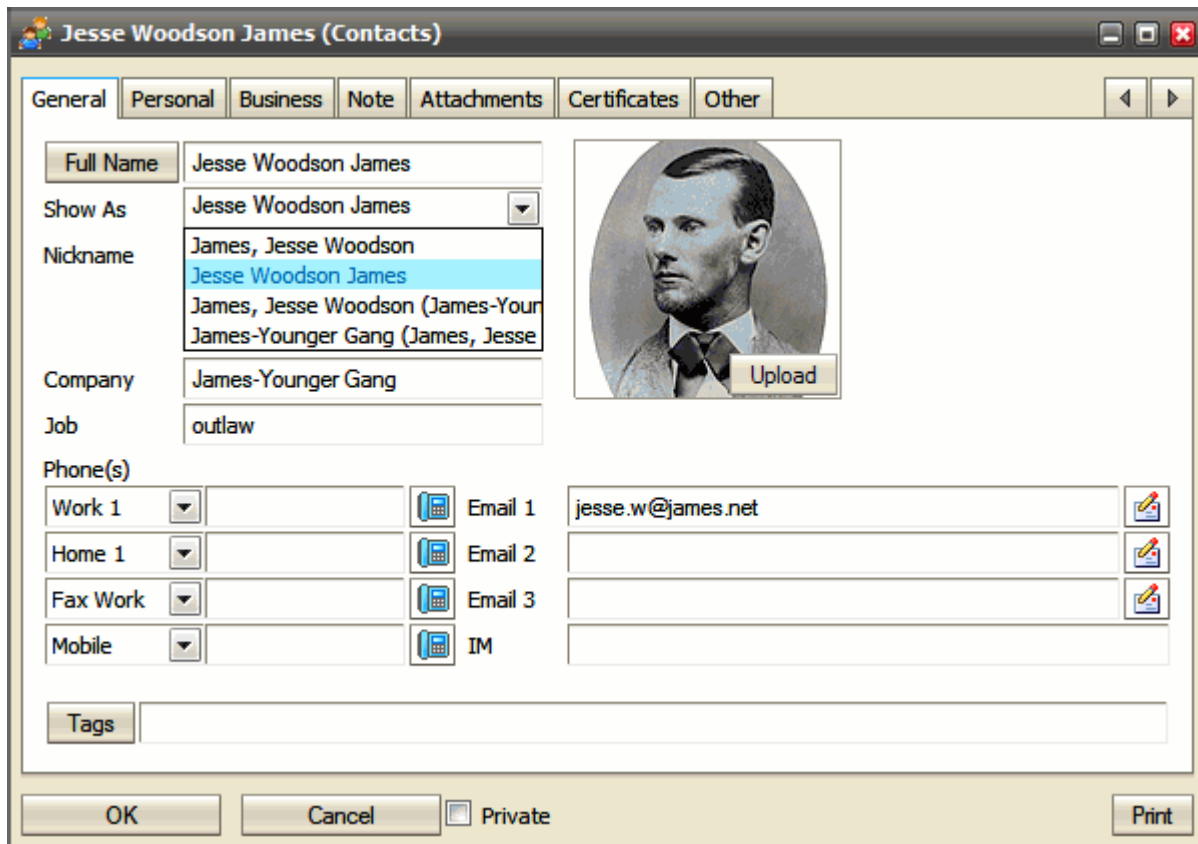 Jesse Woodson James (Contacts)
General Personal Business Note Attachments Certificates Other
Full Name Jesse Woodson James
Show As Jesse Woodson James
Nickname
James, Jesse Woodson
Jesse Woodson James
James, Jesse Woodson (James-Youn
James-Younger Gang (James, Jesse
Upload
Company James-Younger Gang
Job outlaw
Phone(s)
Work 1 Email 1 jesse.w@james.net
Home 1 Email 2
Fax Work Email 3
Mobile IM
Tags
OK Cancel Private Print